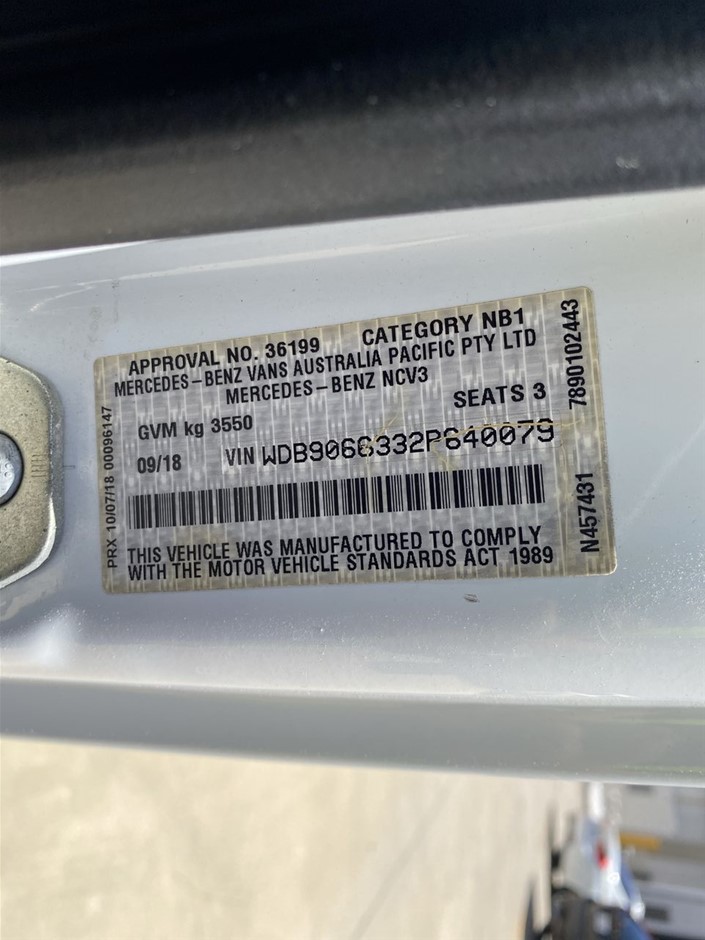 APPROVAL NO. 36199 CATEGORY NB1
MERCEDES-BENZ VANS AUSTRALIA PACIFIC PTY LTD
MERCEDES-BENZ NCV3
GVM kg 3550 SEATS 3
09/18 VIN WDB9066332P640079
THIS VEHICLE WAS MANUFACTURED TO COMPLY
WITH THE MOTOR VEHICLE STANDARDS ACT 1989
PRX 10/07/18 00096147
N457431 7890102443